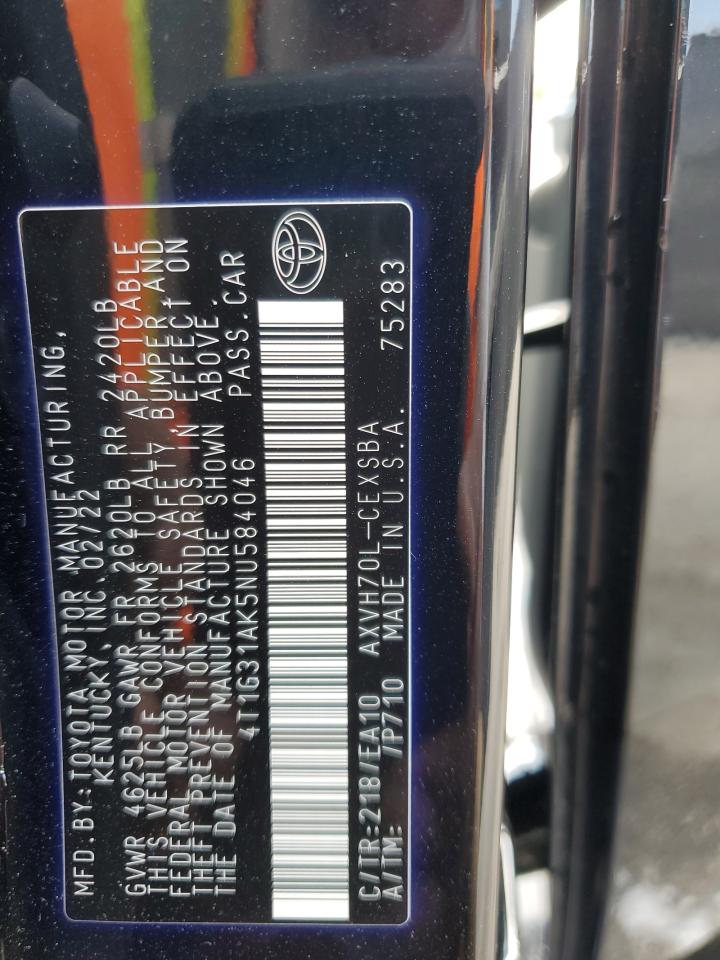 MFD. BY: TOYOTA MOTOR MANUFACTURING,
KENTUCKY, INC. 02/22
GVWR 4625LB GAWR FR 2620LB RR 2420LB
THIS VEHICLE CONFORMS TO ALL APPLICABLE
FEDERAL MOTOR VEHICLE SAFETY, BUMPER AND
THEFT PREVENTION STANDARDS IN EFFECT ON
THE DATE OF MANUFACTURE SHOWN ABOVE.
4T1G31AK5NU584046 PASS. CAR
C/TR: 218/EA10 AXVH70L-CEXSBA
A/TM: /P710 MADE IN U.S.A. 75283